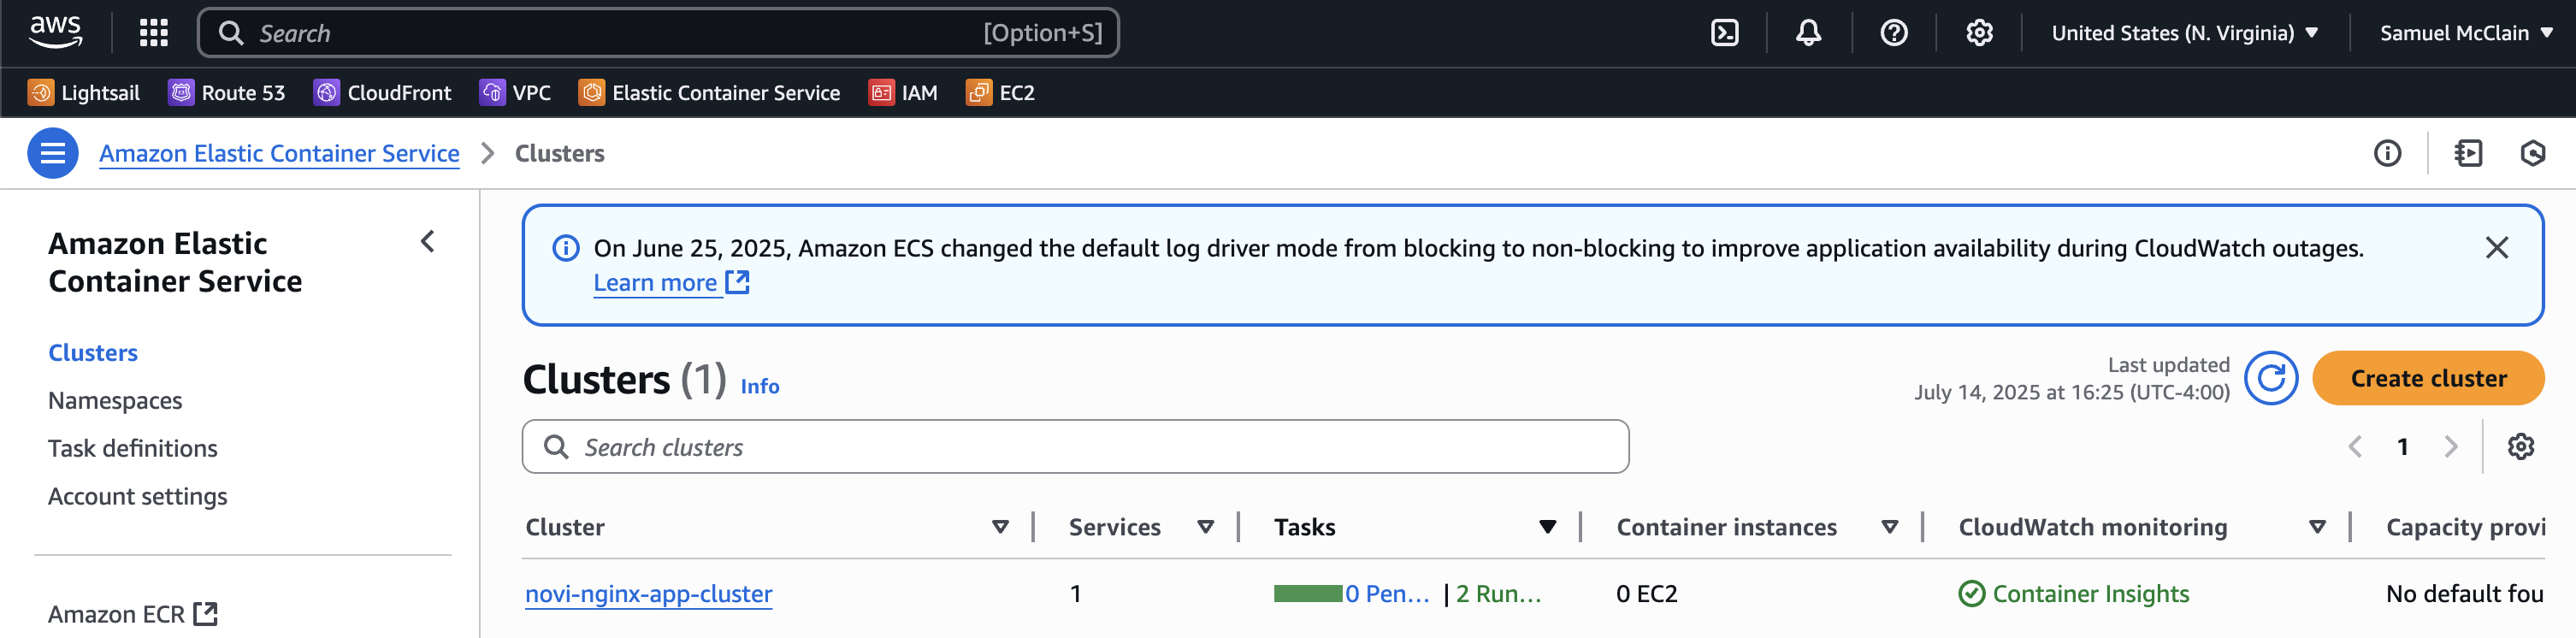 aws
Search [Option+S]
United States (N. Virginia)
Samuel McClain
Lightsail
Route 53
CloudFront
VPC
Elastic Container Service
IAM
EC2
Amazon Elastic Container Service
Clusters
Amazon Elastic
Container Service
Clusters
Namespaces
Task definitions
Account settings
Amazon ECR
On June 25, 2025, Amazon ECS changed the default log driver mode from blocking to non-blocking to improve application availability during CloudWatch outages.
Learn more
Clusters (1) Info
Last updated
July 14, 2025 at 16:25 (UTC-4:00)
Create cluster
Search clusters
1
Cluster Services Tasks Container instances CloudWatch monitoring Capacity provi
novi-nginx-app-cluster 1 0 Pen... | 2 Run... 0 EC2 Container Insights No default fou